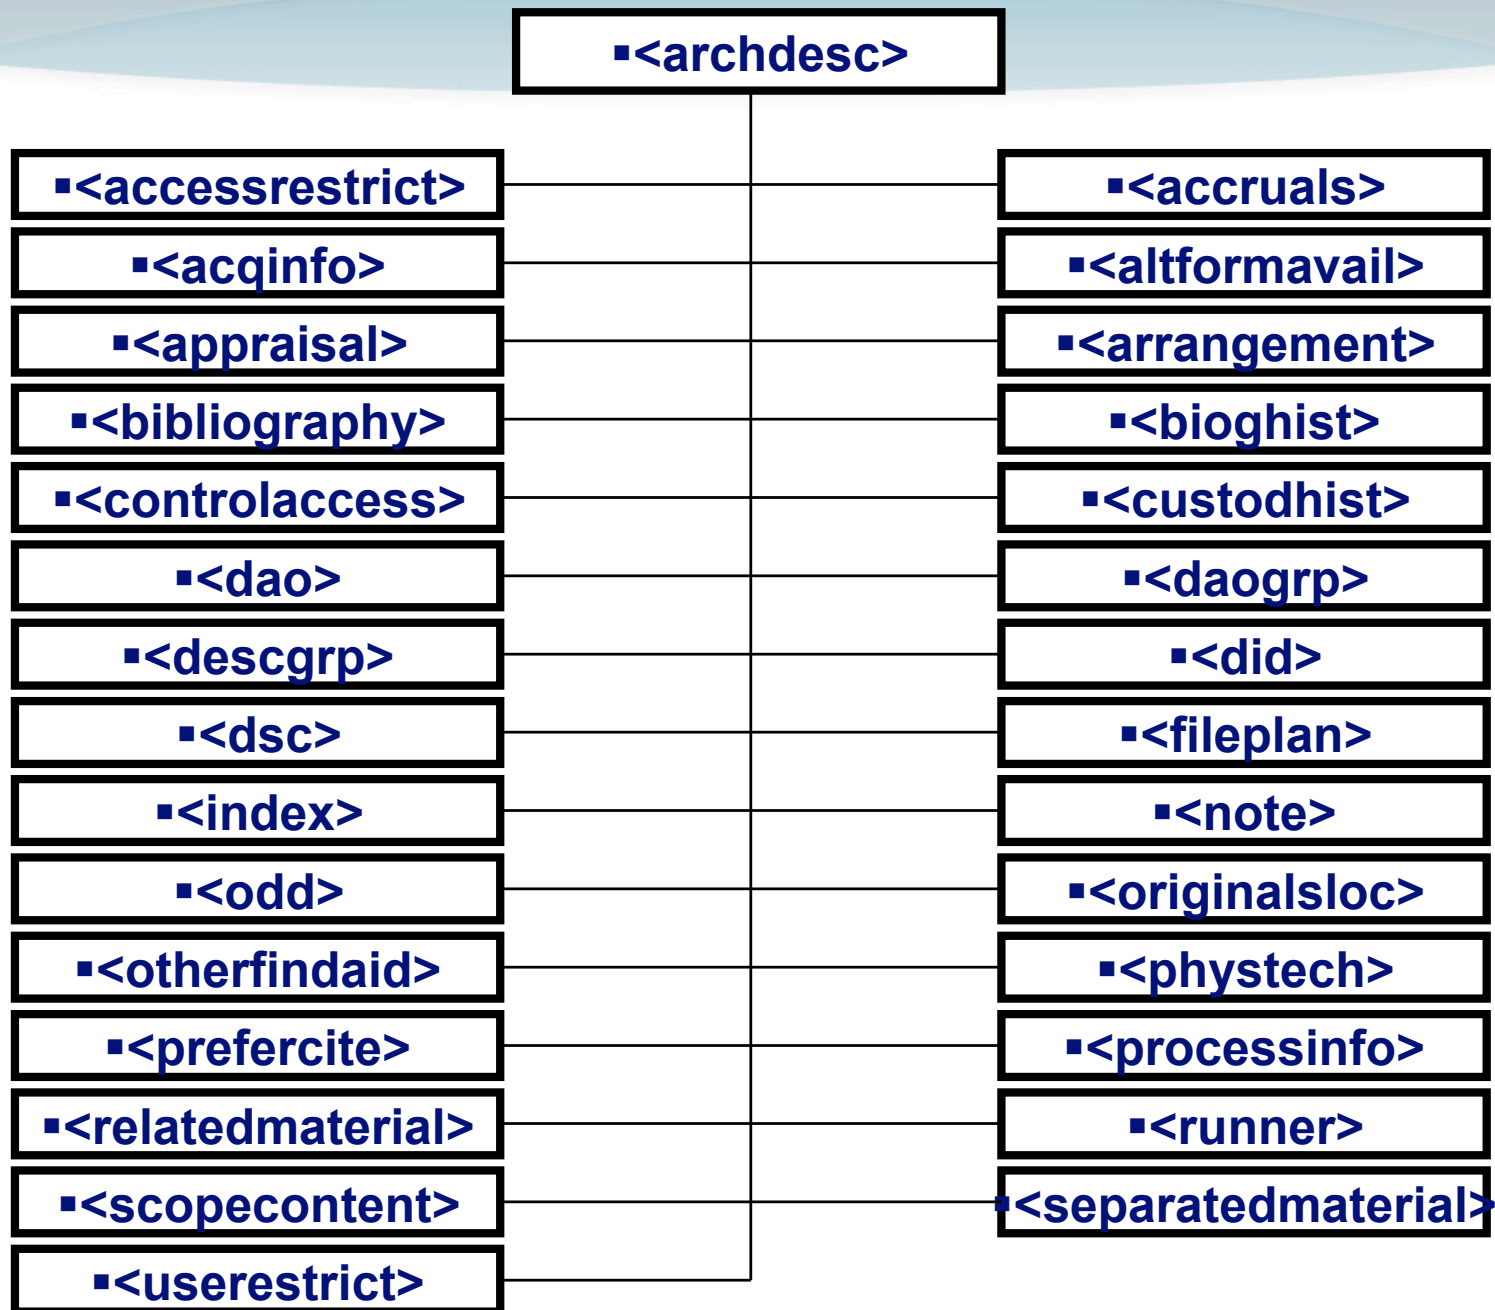 ▪<archdesc>
▪<accessrestrict> ▪<accruals>
▪<acqinfo> ▪<altformavail>
▪<appraisal> ▪<arrangement>
▪<bibliography> ▪<bioghist>
▪<controlaccess> ▪<custodhist>
▪<dao> ▪<daogrp>
▪<descgrp> ▪<did>
▪<dsc> ▪<fileplan>
▪<index> ▪<note>
▪<odd> ▪<originalsloc>
▪<otherfindaid> ▪<phystech>
▪<prefercite> ▪<processinfo>
▪<relatedmaterial> ▪<runner>
▪<scopecontent> ▪<separatedmaterial>
▪<userestrict>